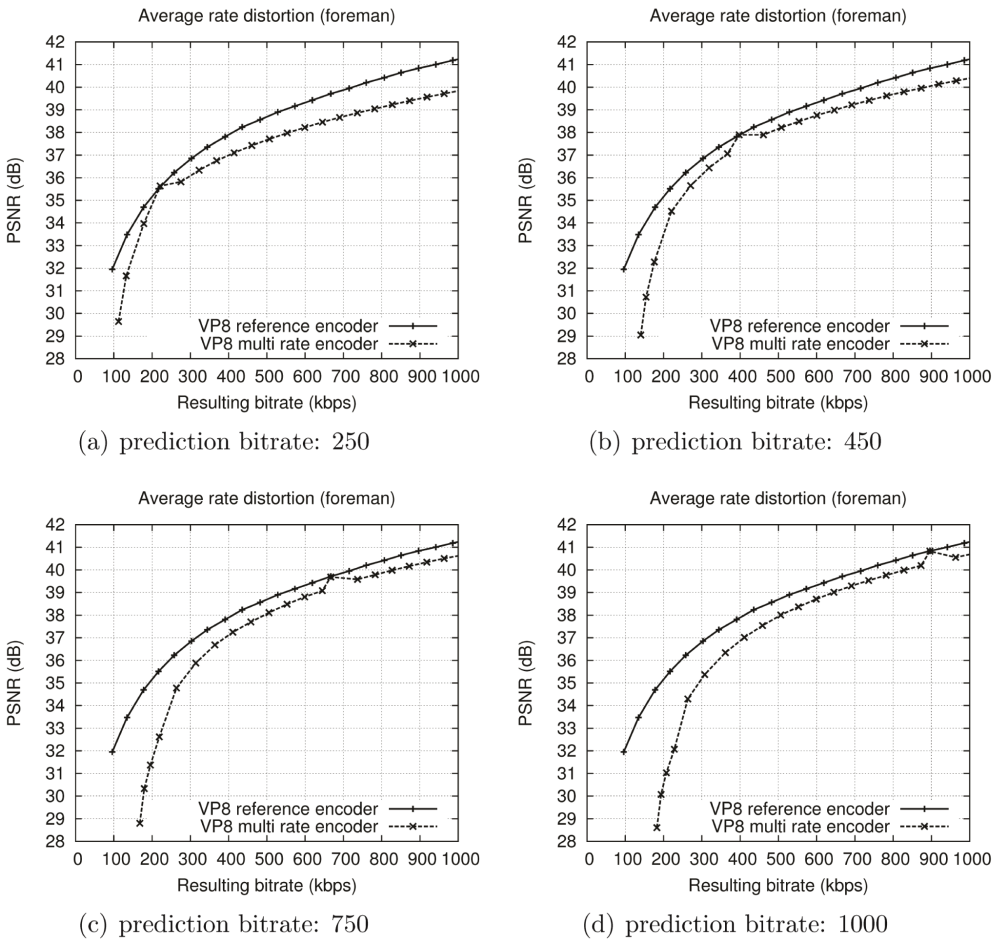 Average rate distortion (foreman)
42
41
40
39
38
37
36
35
34
33
32
31
30
29
28
PSNR (dB)
VP8 reference encoder
VP8 multi rate encoder
0 100 200 300 400 500 600 700 800 900 1000
Resulting bitrate (kbps)
(a) prediction bitrate: 250
Average rate distortion (foreman)
42
41
40
39
38
37
36
35
34
33
32
31
30
29
28
PSNR (dB)
VP8 reference encoder
VP8 multi rate encoder
0 100 200 300 400 500 600 700 800 900 1000
Resulting bitrate (kbps)
(b) prediction bitrate: 450
Average rate distortion (foreman)
42
41
40
39
38
37
36
35
34
33
32
31
30
29
28
PSNR (dB)
VP8 reference encoder
VP8 multi rate encoder
0 100 200 300 400 500 600 700 800 900 1000
Resulting bitrate (kbps)
(c) prediction bitrate: 750
Average rate distortion (foreman)
42
41
40
39
38
37
36
35
34
33
32
31
30
29
28
PSNR (dB)
VP8 reference encoder
VP8 multi rate encoder
0 100 200 300 400 500 600 700 800 900 1000
Resulting bitrate (kbps)
(d) prediction bitrate: 1000